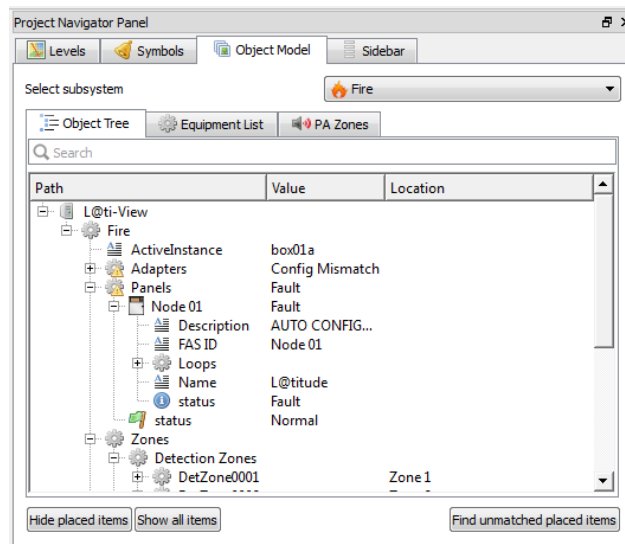 Project Navigator Panel
Levels Symbols Object Model Sidebar
Select subsystem Fire
Object Tree Equipment List PA Zones
Search
Path Value Location
L@ti-View
Fire
ActiveInstance box01a
Adapters Config Mismatch
Panels Fault
Node 01 Fault
Description AUTO CONFIG...
FAS ID Node 01
Loops
Name L@titude
status Fault
status Normal
Zones
Detection Zones
DetZone0001 Zone 1
Hide placed items Show all items Find unmatched placed items